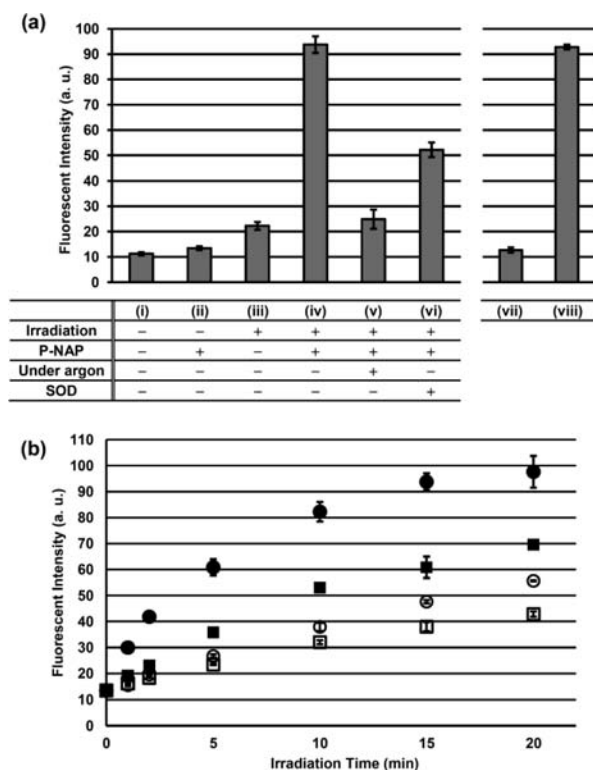 (a)
Fluorescent Intensity (a. u.)
100
90
80
70
60
50
40
30
20
10
0
(i) (ii) (iii) (iv) (v) (vi) (vii) (viii)
Irradiation − − + + + +
P-NAP − + − + + +
Under argon − − − − + −
SOD − − − − − +
(b)
Fluorescent Intensity (a. u.)
110
100
90
80
70
60
50
40
30
20
10
0
0 5 10 15 20
Irradiation Time (min)